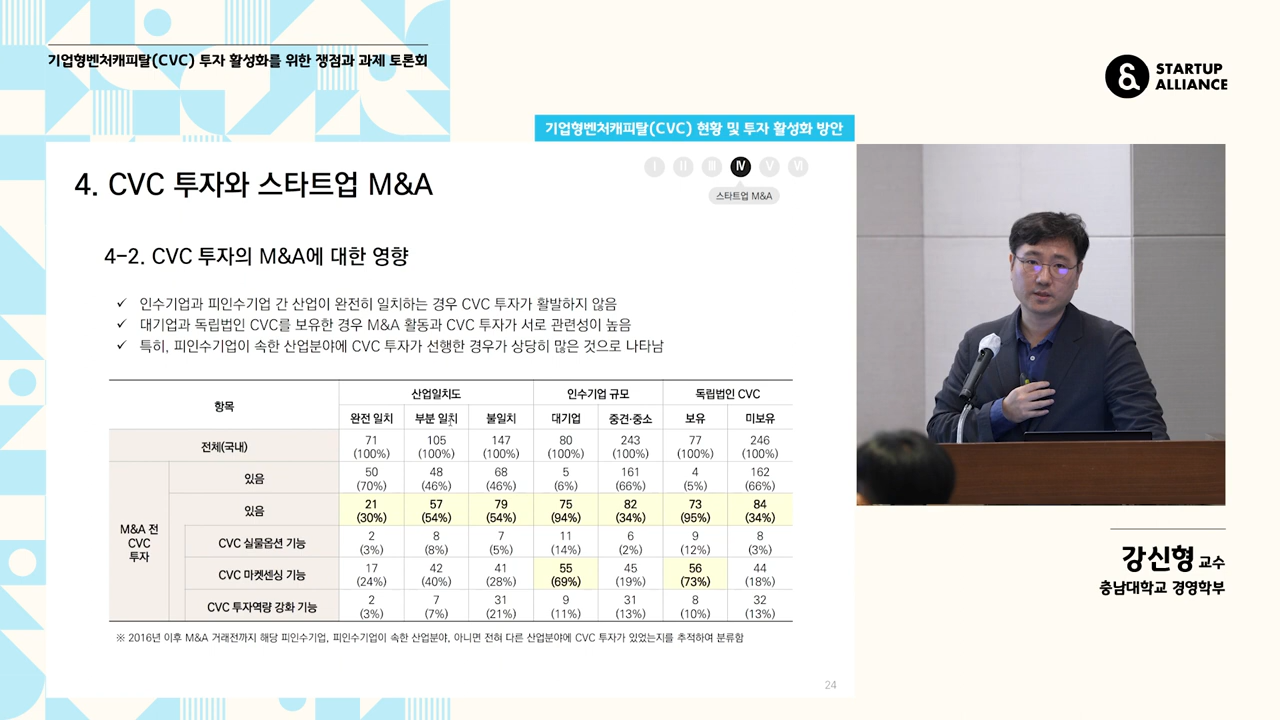 기업형벤처캐피탈(CVC) 투자 활성화를 위한 쟁점과 과제 토론회
STARTUP
ALLIANCE
기업형벤처캐피탈(CVC) 현황 및 투자 활성화 방안
I II III IV V VI
스타트업 M&A
4. CVC 투자와 스타트업 M&A
4-2. CVC 투자의 M&A에 대한 영향
✓ 인수기업과 피인수기업 간 산업이 완전히 일치하는 경우 CVC 투자가 활발하지 않음
✓ 대기업과 독립법인 CVC를 보유한 경우 M&A 활동과 CVC 투자가 서로 관련성이 높음
✓ 특히, 피인수기업이 속한 산업분야에 CVC 투자가 선행한 경우가 상당히 많은 것으로 나타남
항목 산업일치도 인수기업 규모 독립법인 CVC
완전 일치 부분 일치 불일치 대기업 중견·중소 보유 미보유
전체(국내) 71 105 147 80 243 77 246
(100%) (100%) (100%) (100%) (100%) (100%) (100%)
M&A 전
CVC
투자
있음 50 48 68 5 161 4 162
(70%) (46%) (46%) (6%) (66%) (5%) (66%)
있음 21 57 79 75 82 73 84
(30%) (54%) (54%) (94%) (34%) (95%) (34%)
CVC 실물옵션 기능 2 8 7 11 6 9 8
(3%) (8%) (5%) (14%) (2%) (12%) (3%)
CVC 마켓센싱 기능 17 42 41 55 45 56 44
(24%) (40%) (28%) (69%) (19%) (73%) (18%)
CVC 투자역량 강화 기능 2 7 31 9 31 8 32
(3%) (7%) (21%) (11%) (13%) (10%) (13%)
※ 2016년 이후 M&A 거래전까지 해당 피인수기업, 피인수기업이 속한 산업분야, 아니면 전혀 다른 산업분야에 CVC 투자가 있었는지를 추적하여 분류함
24
강신형 교수
충남대학교 경영학부